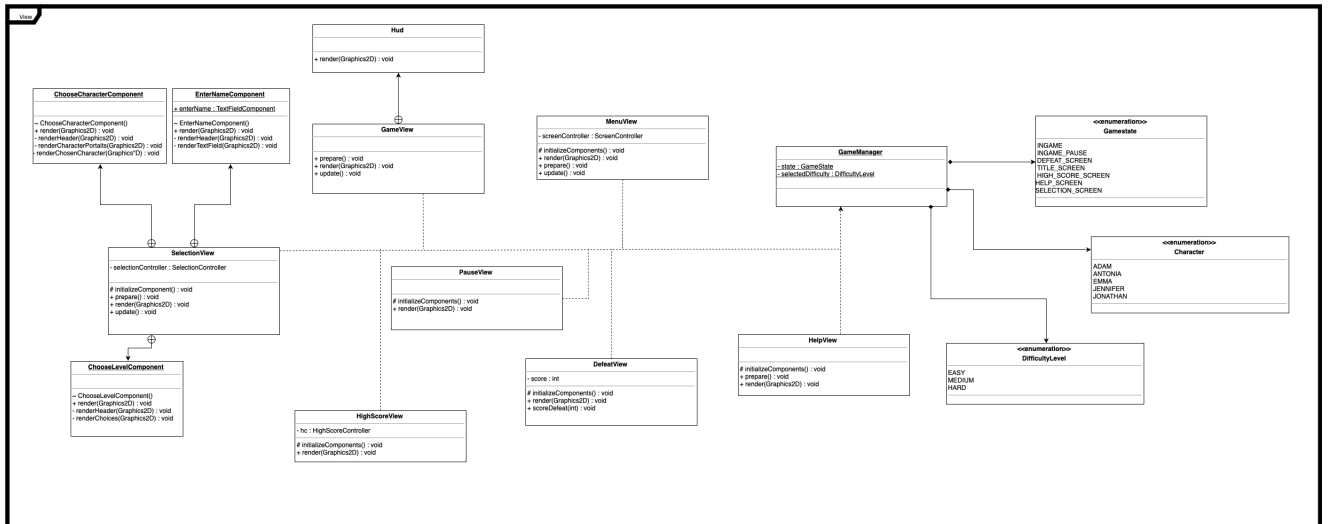 View
Hud
+ render(Graphics2D) : void
ChooseCharacterComponent
~ ChooseCharacterComponent()
+ render(Graphics2D) : void
- renderHeader(Graphics2D) : void
- renderCharacterPortaits(Graphics2D) : void
- renderChosenCharacter(Graphics"D) : void
EnterNameComponent
+ enterName : TextFieldComponent
~ EnterNameComponent()
+ render(Graphics2D) : void
- renderHeader(Graphics2D) : void
- renderTextField(Graphics2D) : void
GameView
+ prepare() : void
+ render(Graphics2D) : void
+ update() : void
MenuView
- screenController : ScreenController
# initializeComponents() : void
+ render(Graphics2D) : void
+ prepare() : void
+ update() : void
GameManager
- state : GameState
- selectedDifficulty : DifficultyLevel
<<enumeration>>
Gamestate
INGAME
INGAME_PAUSE
DEFEAT_SCREEN
TITLE_SCREEN
HIGH_SCORE_SCREEN
HELP_SCREEN
SELECTION_SCREEN
SelectionView
- selectionController : SelectionController
# initializeComponent() : void
+ prepare() : void
+ render(Graphics2D) : void
+ update() : void
PauseView
# initializeComponents() : void
+ render(Graphics2D) : void
<<enumeration>>
Character
ADAM
ANTONIA
EMMA
JENNIFER
JONATHAN
ChooseLevelComponent
~ ChooseLevelComponent()
+ render(Graphics2D) : void
- renderHeader(Graphics2D) : void
- renderChoices(Graphics2D) : void
HighScoreView
- hc : HighScoreController
# initializeComponents() : void
+ render(Graphics2D) : void
DefeatView
- score : int
# initializeComponents() : void
+ render(Graphics2D) : void
+ scoreDefeat(int) : void
HelpView
# initializeComponents() : void
+ prepare() : void
+ render(Graphics2D) : void
<<enumeration>>
DifficultyLevel
EASY
MEDIUM
HARD